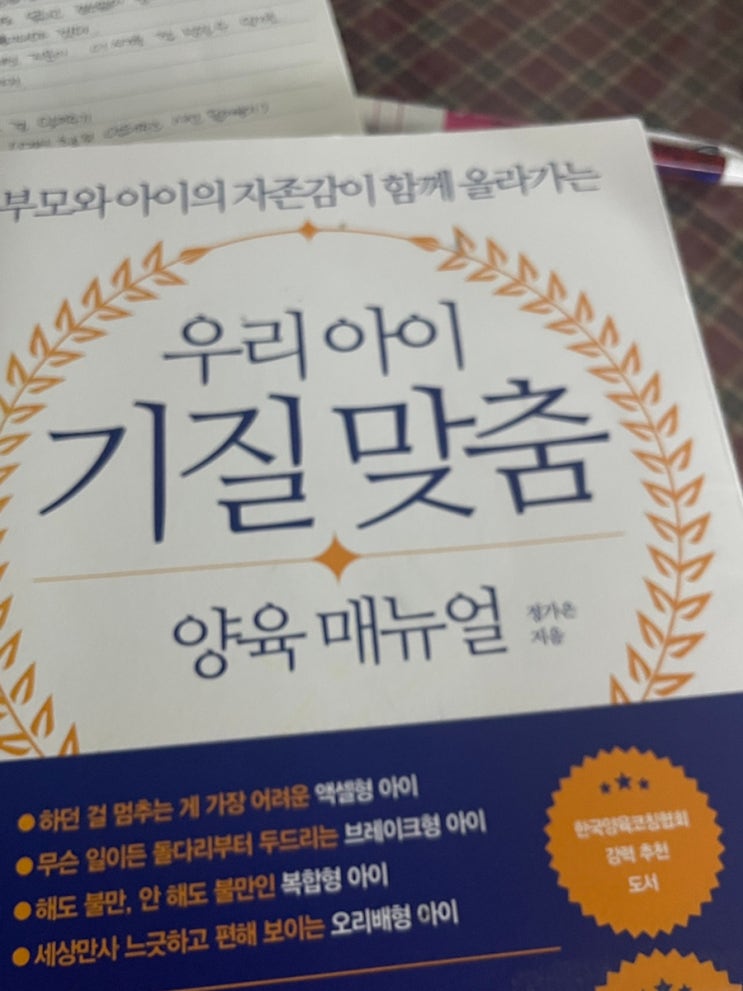 부모와 아이의 자존감이 함께 올라가는
우리 아이
기질 맞춤
양육 매뉴얼
정가은
지음
●하던 걸 멈추는 게 가장 어려운 액셀형 아이
●무슨 일이든 돌다리부터 두드리는 브레이크형 아이
●해도 불만, 안 해도 불만인 복합형 아이
●세상만사 느긋하고 편해 보이는 오리배형 아이
한국양육코칭협회
강력 추천
도서